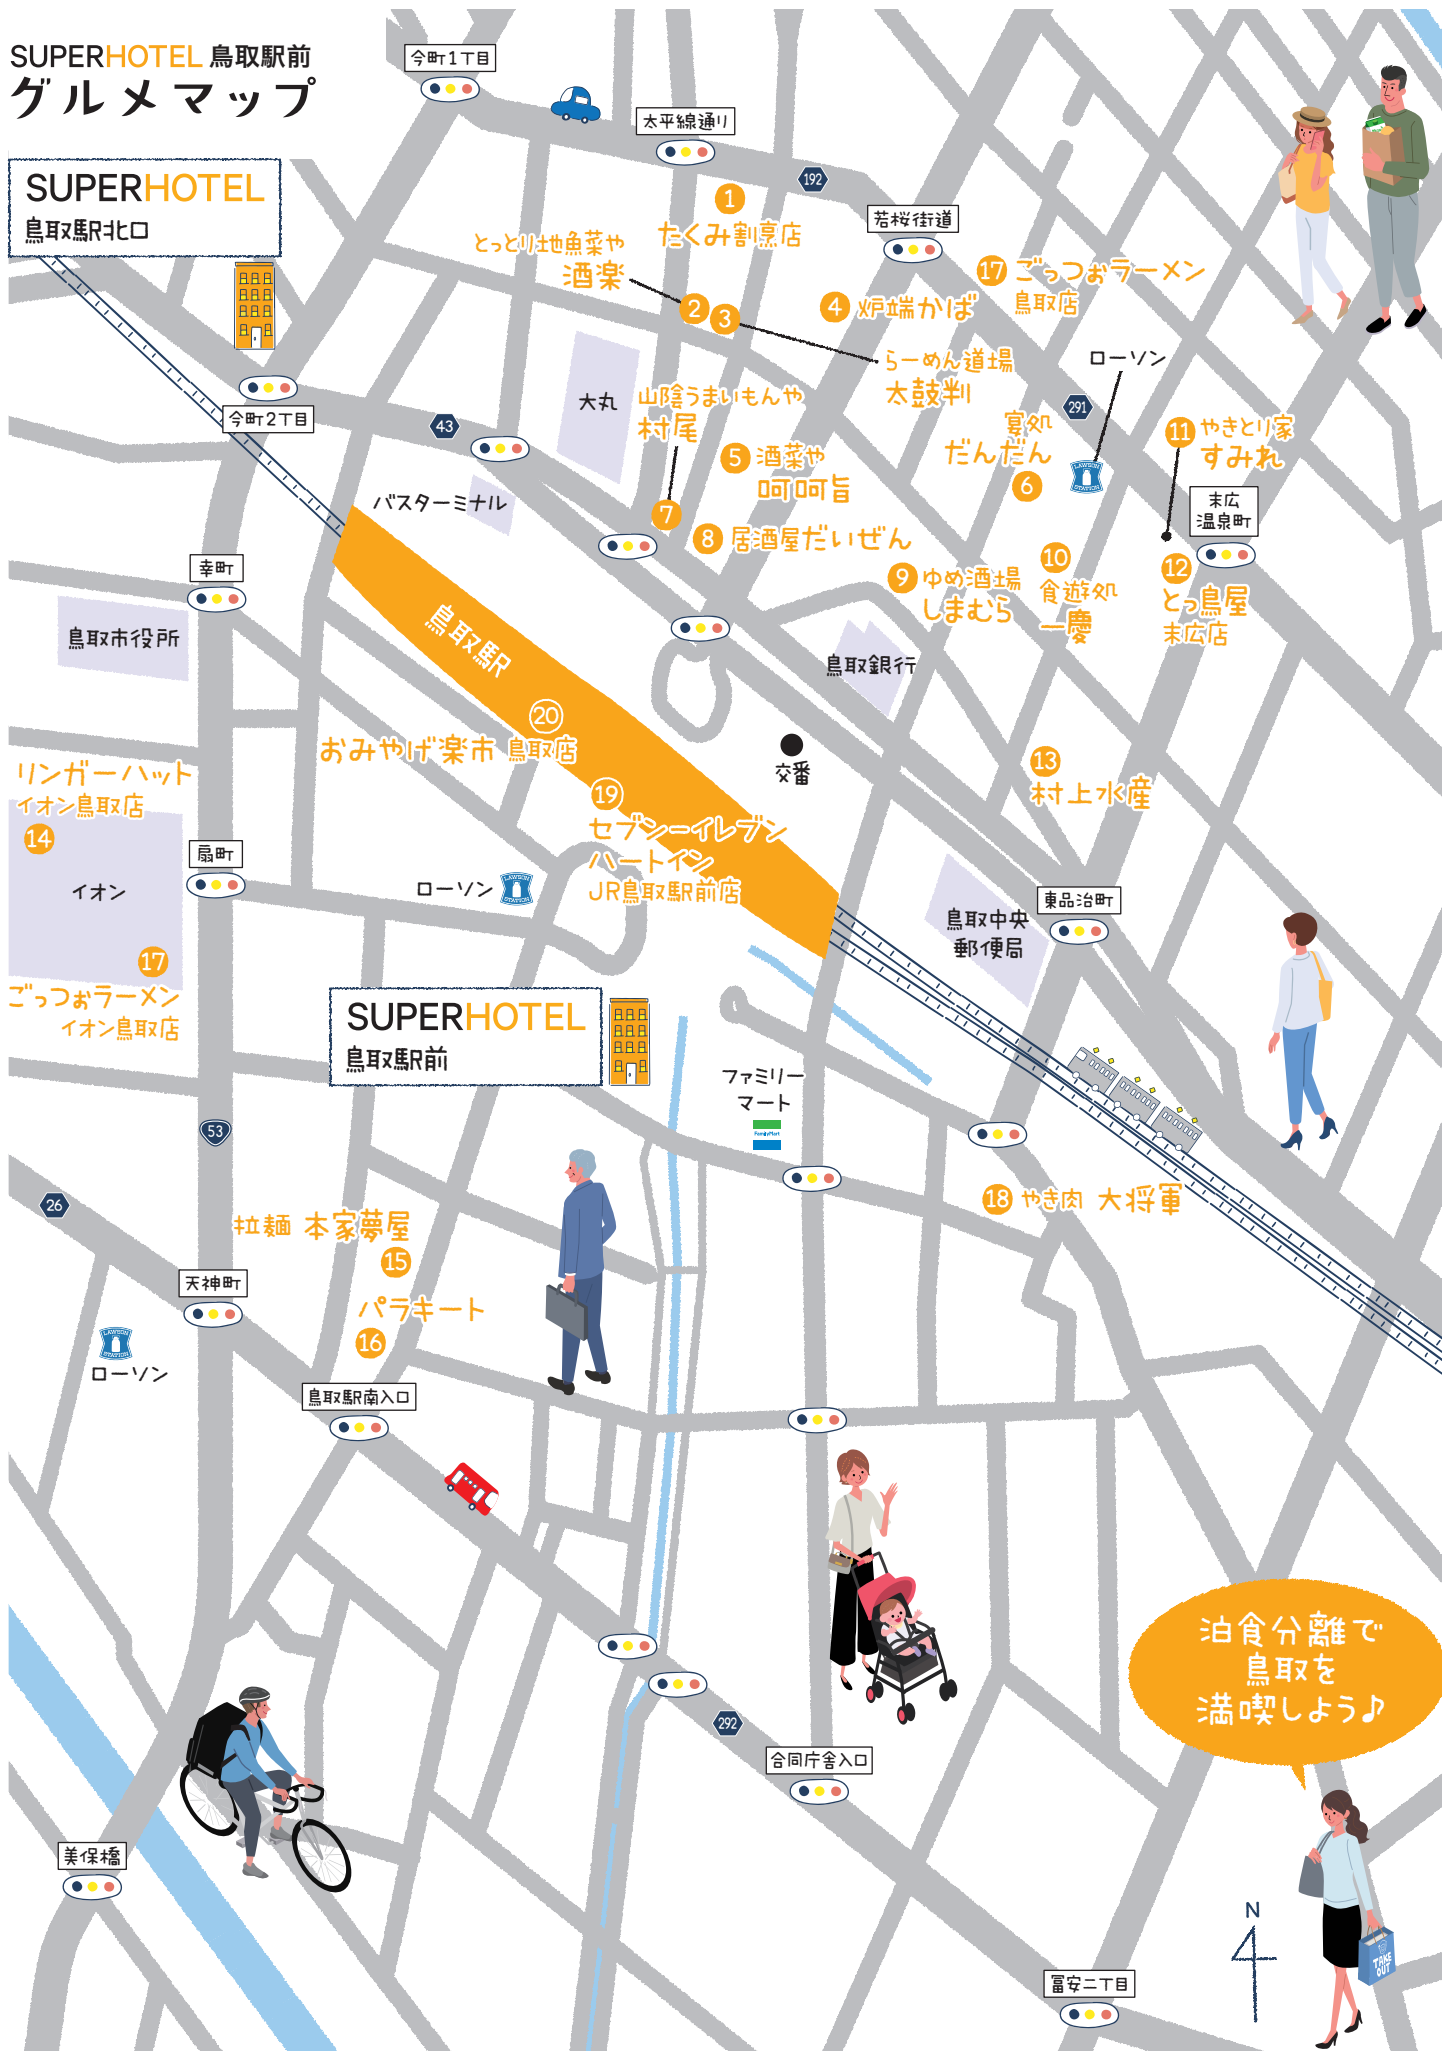 SUPERHOTEL 鳥取駅前
グルメマップ
SUPERHOTEL
鳥取駅北口
今町1丁目
太平線通り
192
若桜街道
1
たくみ割烹店
とっとり地魚菜や
酒楽
2
3
4 炉端かば
17 ごっつぉラーメン
鳥取店
らーめん道場
太鼓判
ローソン
291
今町2丁目
43
大丸
山陰うまいもんや
村尾
宴処
だんだん
6
LAWSON
STATION
11 やきとり家
すみれ
5 酒菜や
呵呵旨
末広
温泉町
バスターミナル
7
8 居酒屋だいぜん
9 ゆめ酒場
しまむら
10
食遊処
一慶
12
とっ鳥屋
末広店
幸町
鳥取市役所
鳥取駅
鳥取銀行
20
おみやげ楽市 鳥取店
交番
13
村上水産
リンガーハット
イオン鳥取店
14
19
セブン-イレブン
ハートイン
JR鳥取駅前店
扇町
イオン
ローソン
LAWSON
STATION
東品治町
鳥取中央
郵便局
17
ごっつぉラーメン
イオン鳥取店
SUPERHOTEL
鳥取駅前
ファミリー
マート
FamilyMart
53
26
18 やき肉 大将軍
拉麺 本家夢屋
15
天神町
パラキート
16
LAWSON
STATION
ローソン
鳥取駅南入口
泊食分離で
鳥取を
満喫しよう♪
292
合同庁舎入口
美保橋
N
冨安二丁目
TAKE
OUT